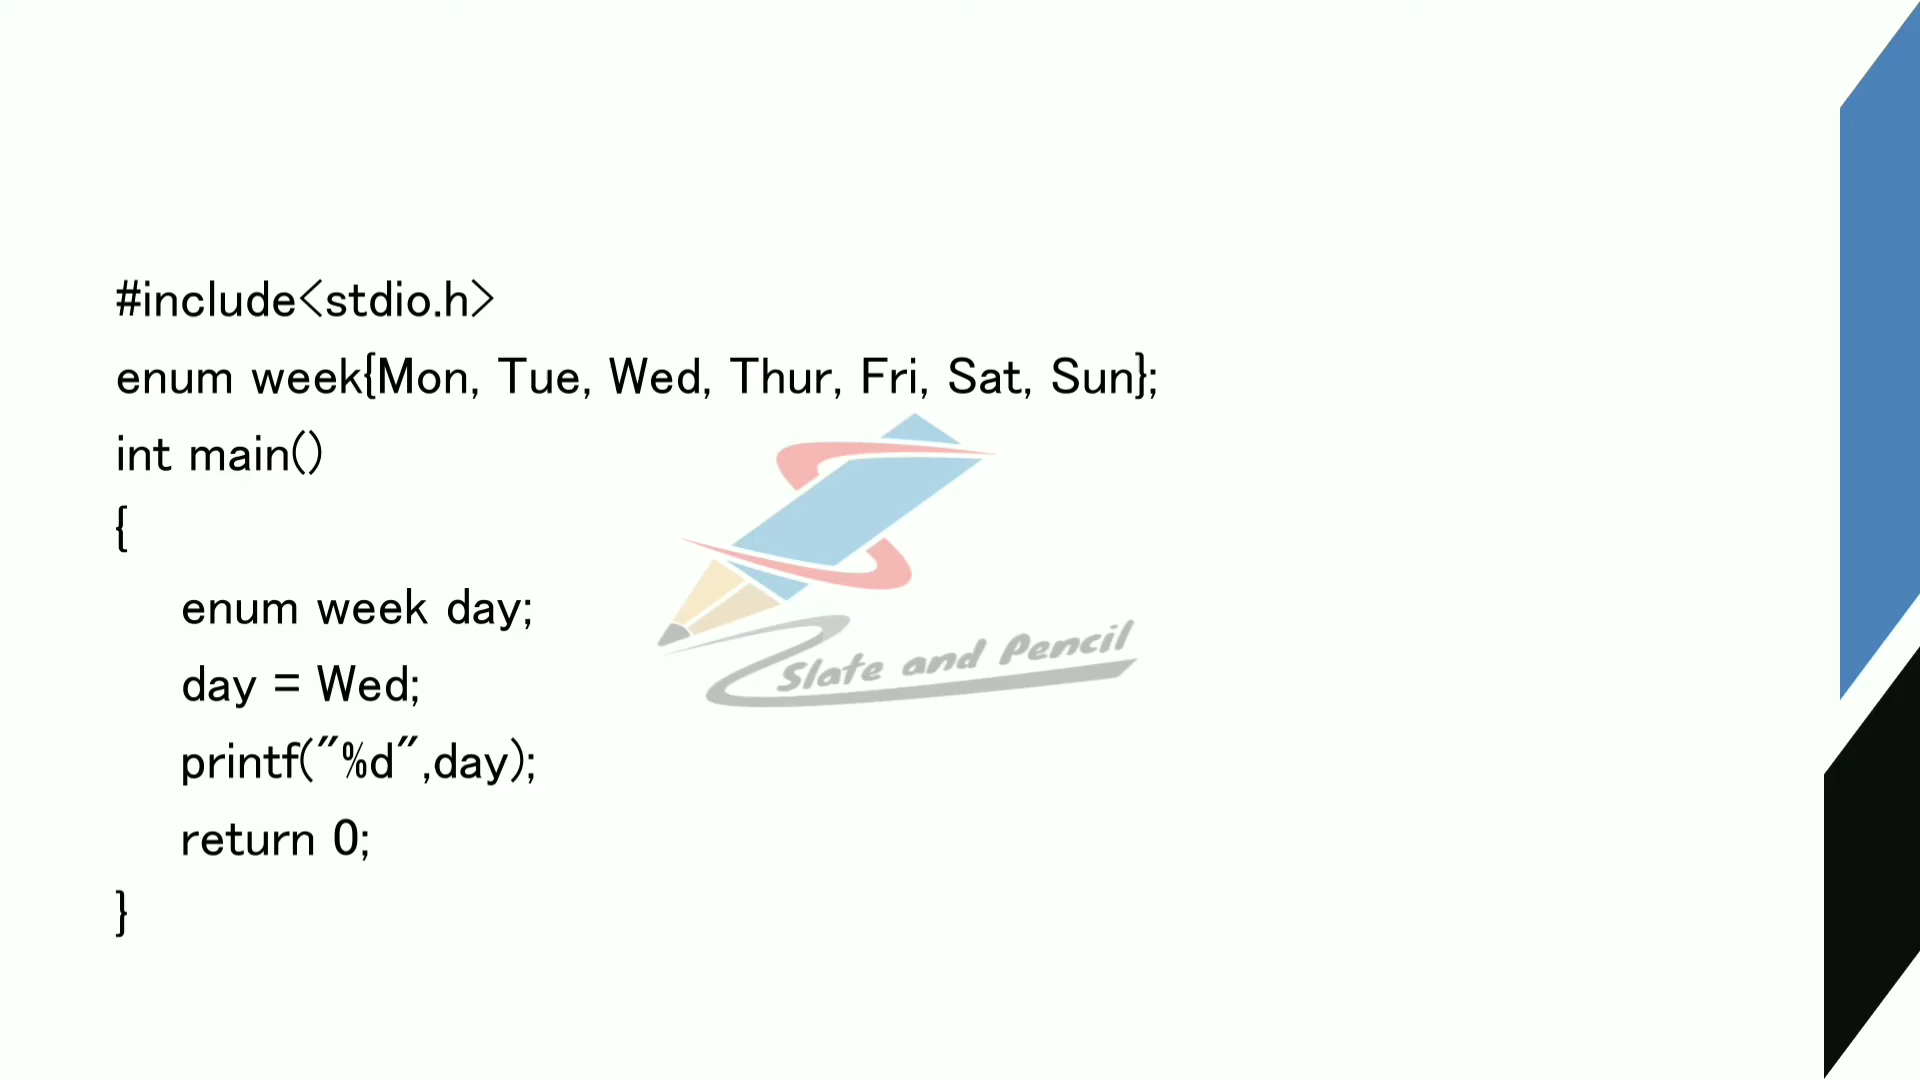 #include<stdio.h>
enum week{Mon, Tue, Wed, Thur, Fri, Sat, Sun};
int main()
{
enum week day;
day = Wed;
printf("%d",day);
return 0;
}
Slate and Pencil